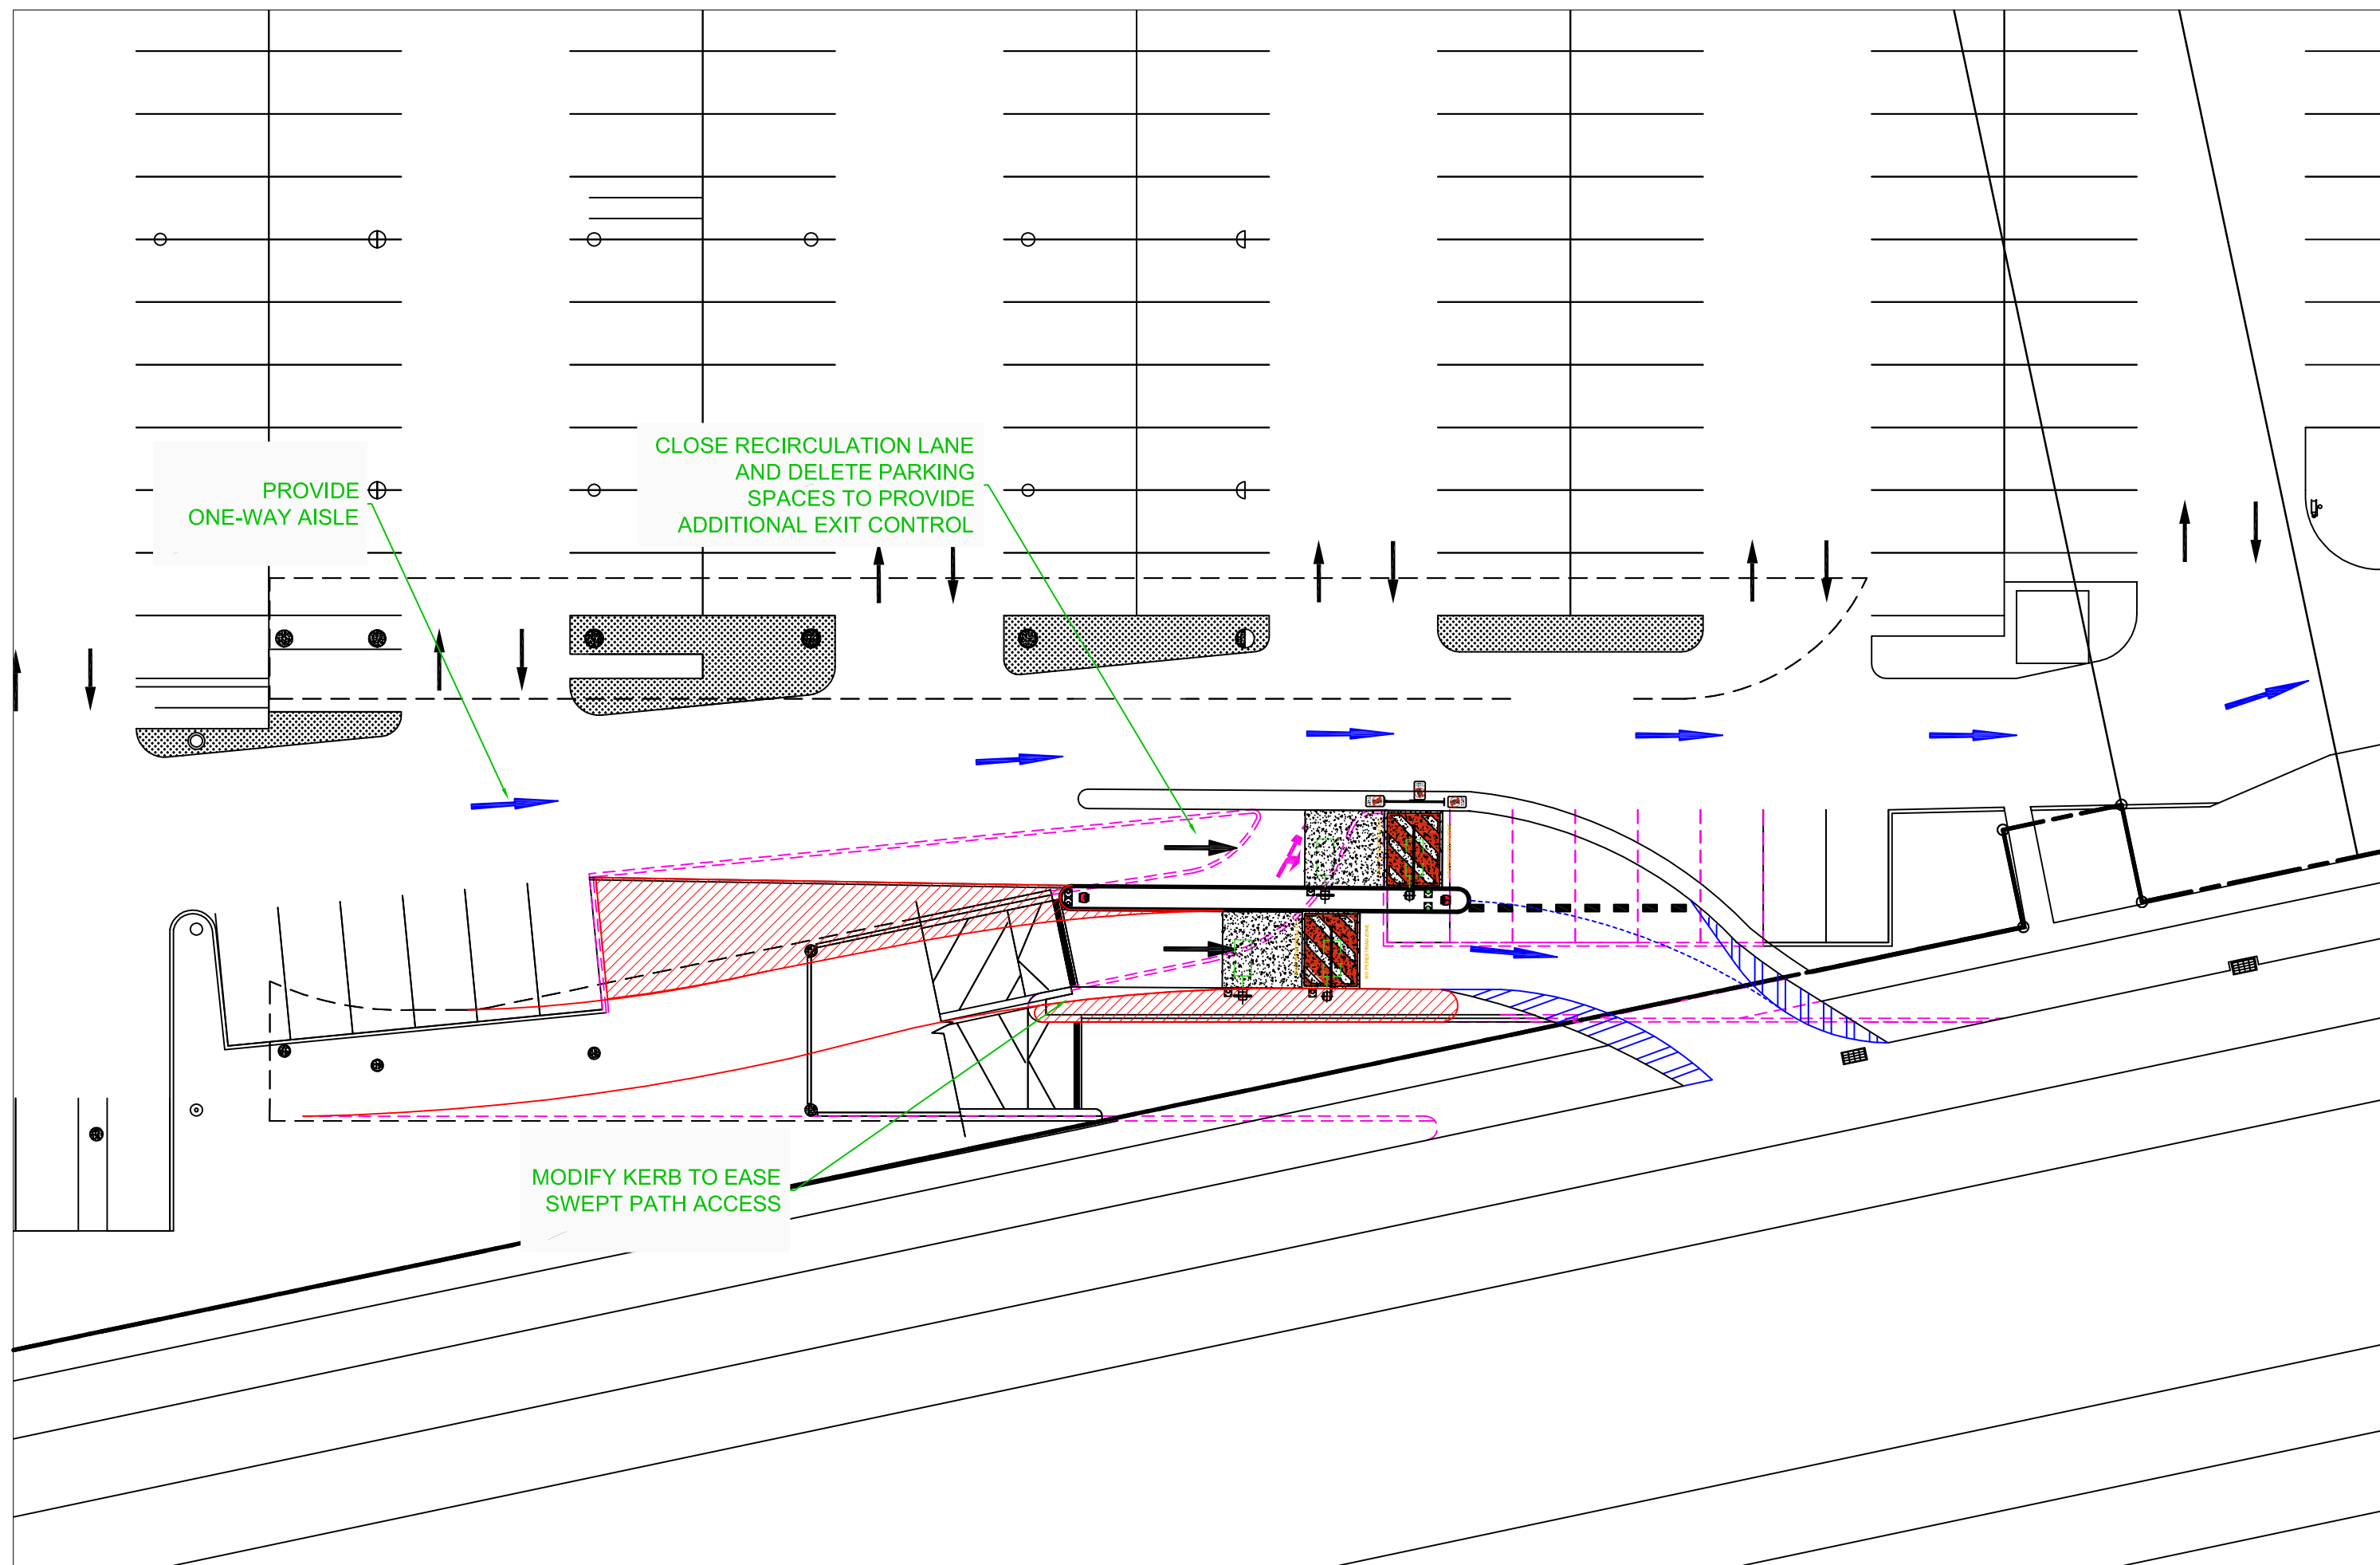 PROVIDE
ONE-WAY AISLE
CLOSE RECIRCULATION LANE
AND DELETE PARKING
SPACES TO PROVIDE
ADDITIONAL EXIT CONTROL
MODIFY KERB TO EASE
SWEPT PATH ACCESS